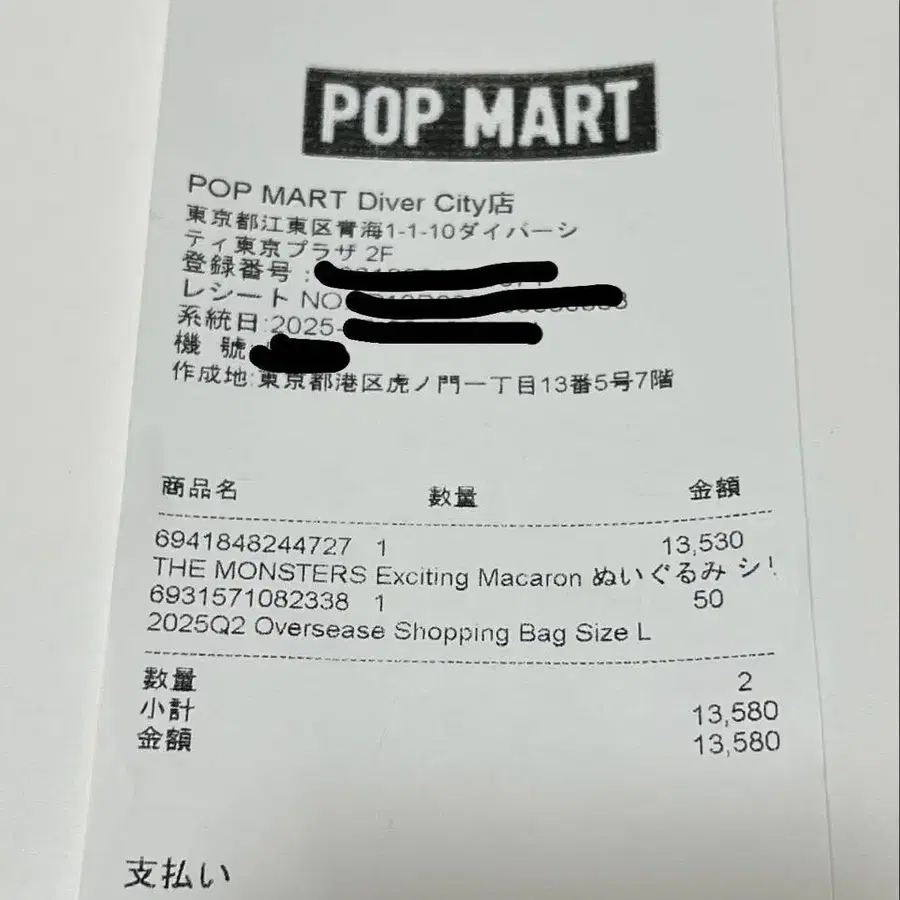 POP MART
POP MART Diver City店
東京都江東区青海1-1-10ダイバーシ
ティ東京プラザ 2F
登録番号:
レシート NO
系統日:2025-
機 號
作成地:東京都港区虎ノ門一丁目13番5号7階
商品名 数量 金額
6941848244727 1 13,530
THE MONSTERS Exciting Macaron ぬいぐるみ シ
6931571082338 1 50
2025Q2 Oversease Shopping Bag Size L
数量 2
小計 13,580
金額 13,580
支払い